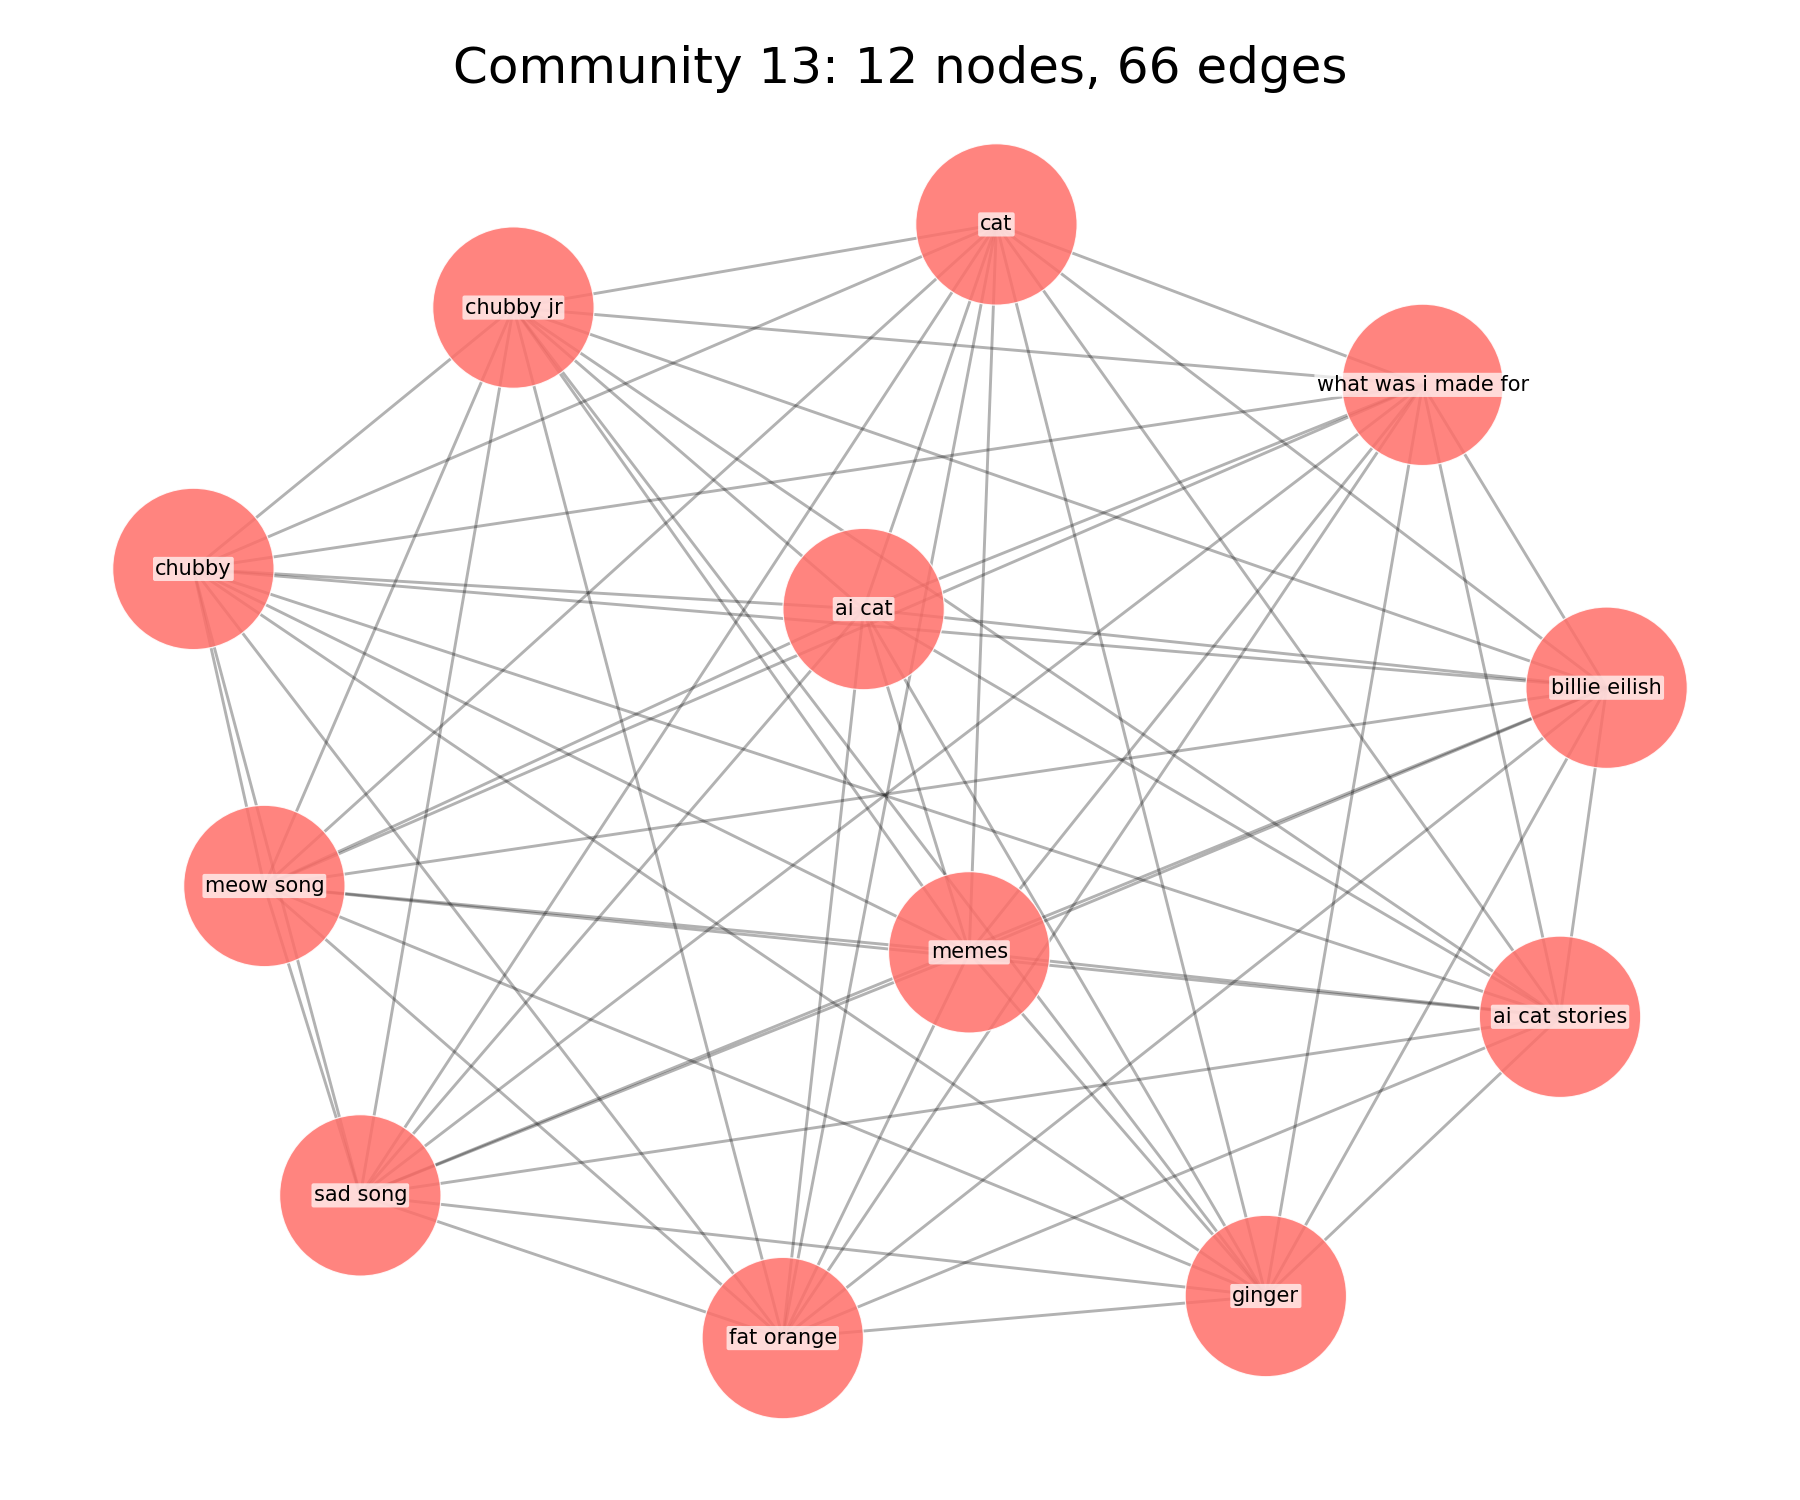 Community 13: 12 nodes, 66 edges
cat
chubby jr
what was i made for
chubby
ai cat
billie eilish
meow song
memes
ai cat stories
sad song
ginger
fat orange